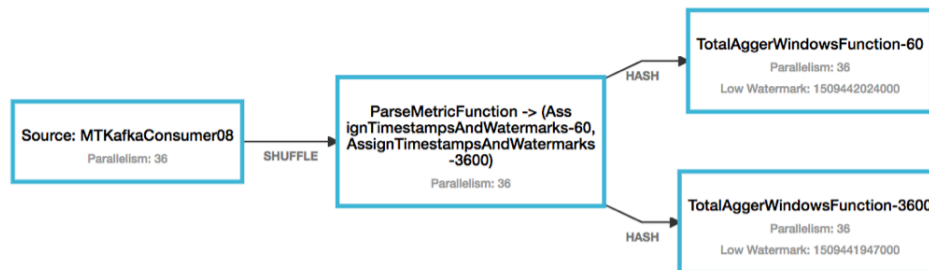 Source: MTKafkaConsumer08
Parallelism: 36
SHUFFLE
ParseMetricFunction -> (Ass
ignTimestampsAndWatermarks-60,
AssignTimestampsAndWatermarks
-3600)
Parallelism: 36
HASH
TotalAggerWindowsFunction-60
Parallelism: 36
Low Watermark: 1509442024000
HASH
TotalAggerWindowsFunction-3600
Parallelism: 36
Low Watermark: 1509441947000